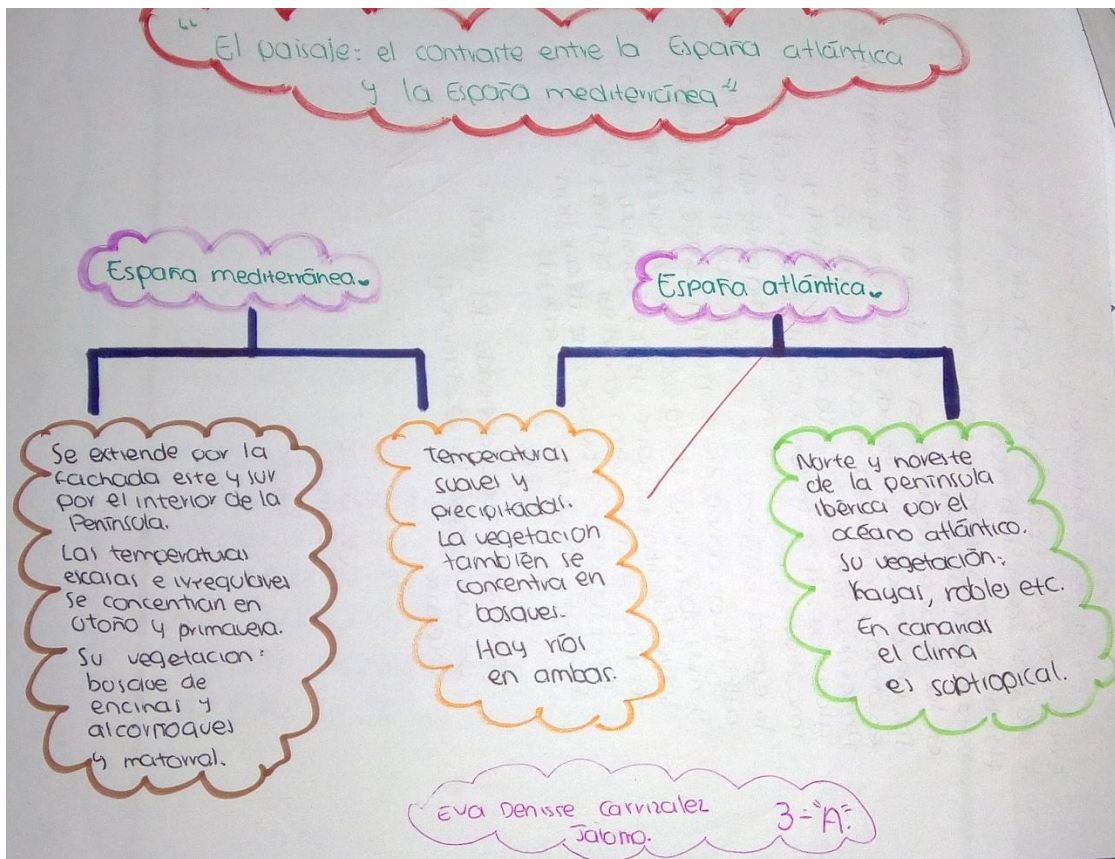 “El paisaje: el contraste entre la España atlántica
y la España mediterránea”
España mediterránea.
España atlántica.
Se extiende por la
fachada este y sur
por el interior de la
Península.
Las temperaturas
escasas e irregulares
se concentran en
otoño y primavera.
Su vegetacion:
bosque de
encinas y
alcornoques
y matorral.
Temperaturas
suaves y
precipitadas.
La vegetacion
también se
concentra en
bosques.
Hay ríos
en ambas.
Norte y noreste
de la península
ibérica por el
océano atlántico.
Su vegetación:
hayas, robles etc.
En canarias
el clima
es subtropical.
Eva Denisse Carrizalez
Jalomo.
3-"A".